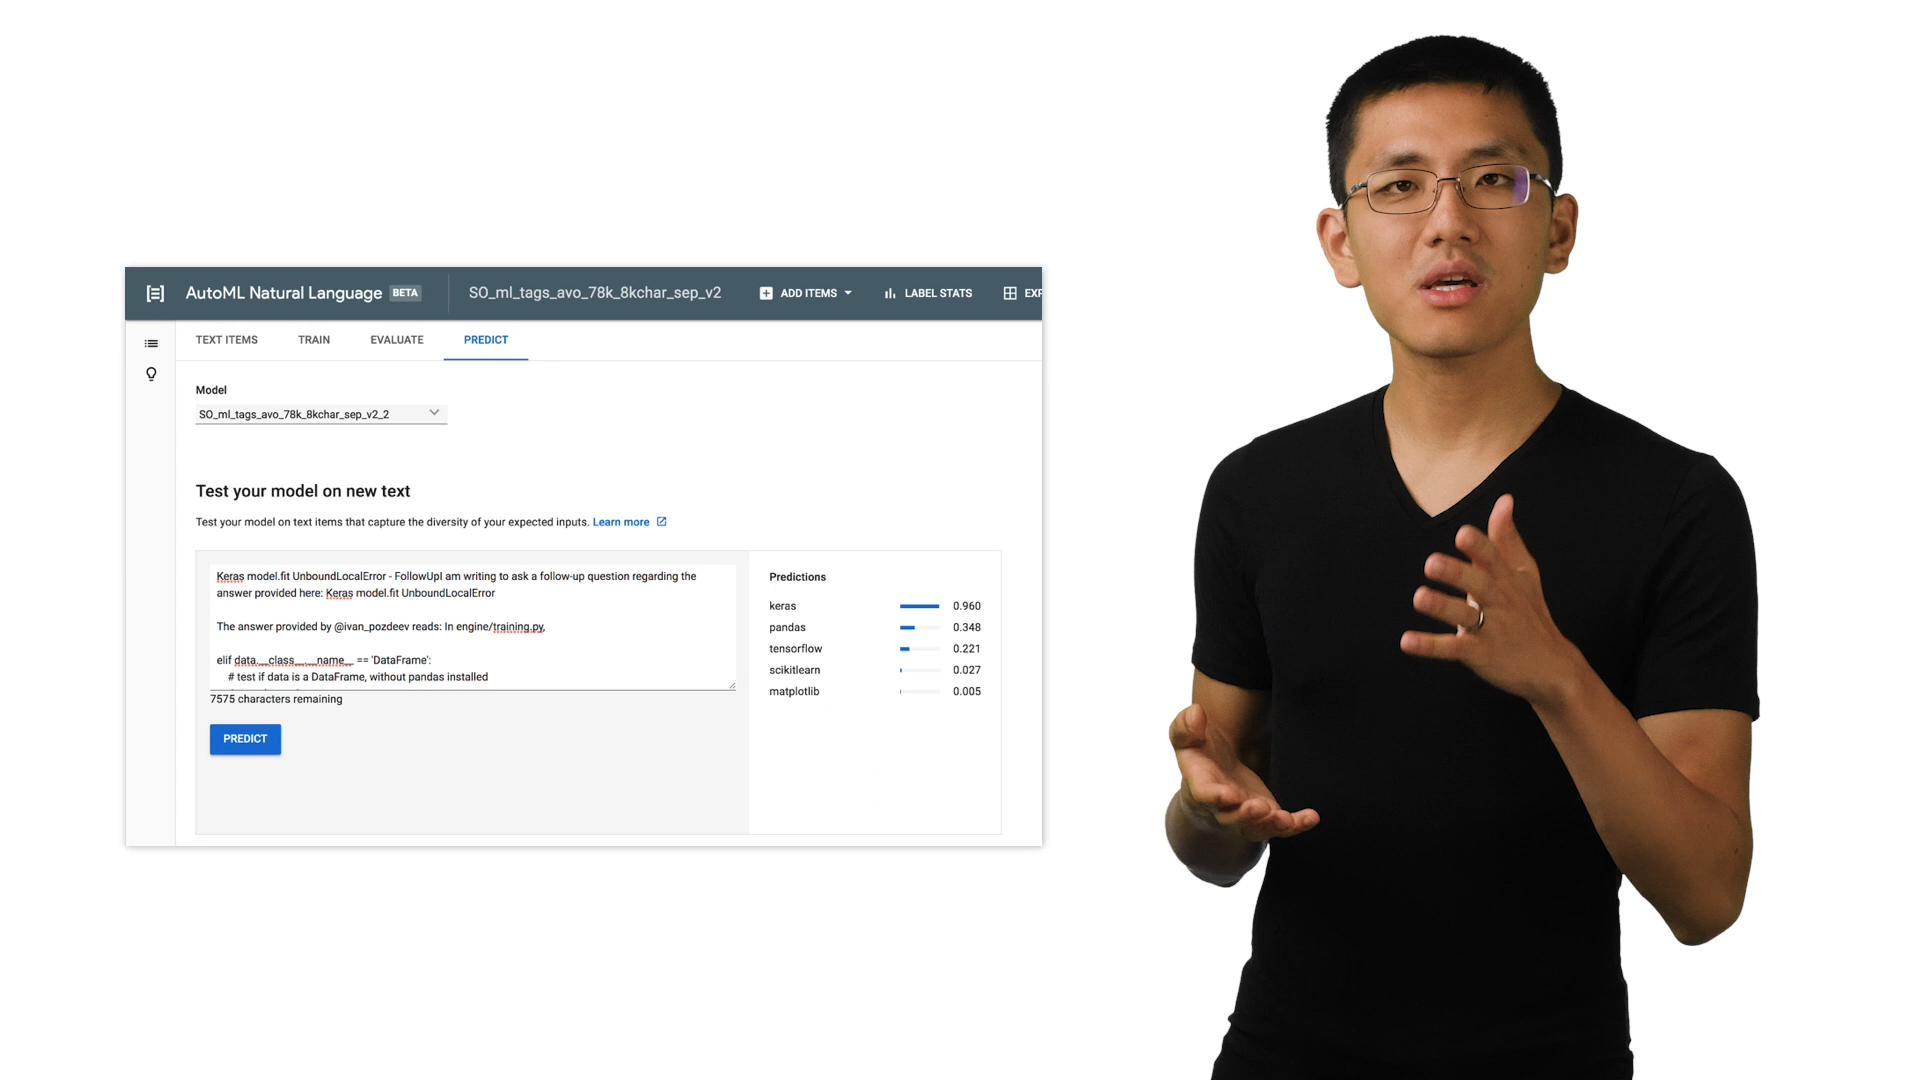 AutoML Natural Language BETA SO_ml_tags_avo_78k_8kchar_sep_v2 ADD ITEMS LABEL STATS EXP
TEXT ITEMS TRAIN EVALUATE PREDICT
Model
SO_ml_tags_avo_78k_8kchar_sep_v2_2
Test your model on new text
Test your model on text items that capture the diversity of your expected inputs. Learn more
Keras model.fit UnboundLocalError - FollowUpI am writing to ask a follow-up question regarding the
answer provided here: Keras model.fit UnboundLocalError
The answer provided by @ivan_pozdeev reads: In engine/training.py,
elif data.__class__.__name__ == 'DataFrame':
# test if data is a DataFrame, without pandas installed
7575 characters remaining
PREDICT
Predictions
keras 0.960
pandas 0.348
tensorflow 0.221
scikitlearn 0.027
matplotlib 0.005